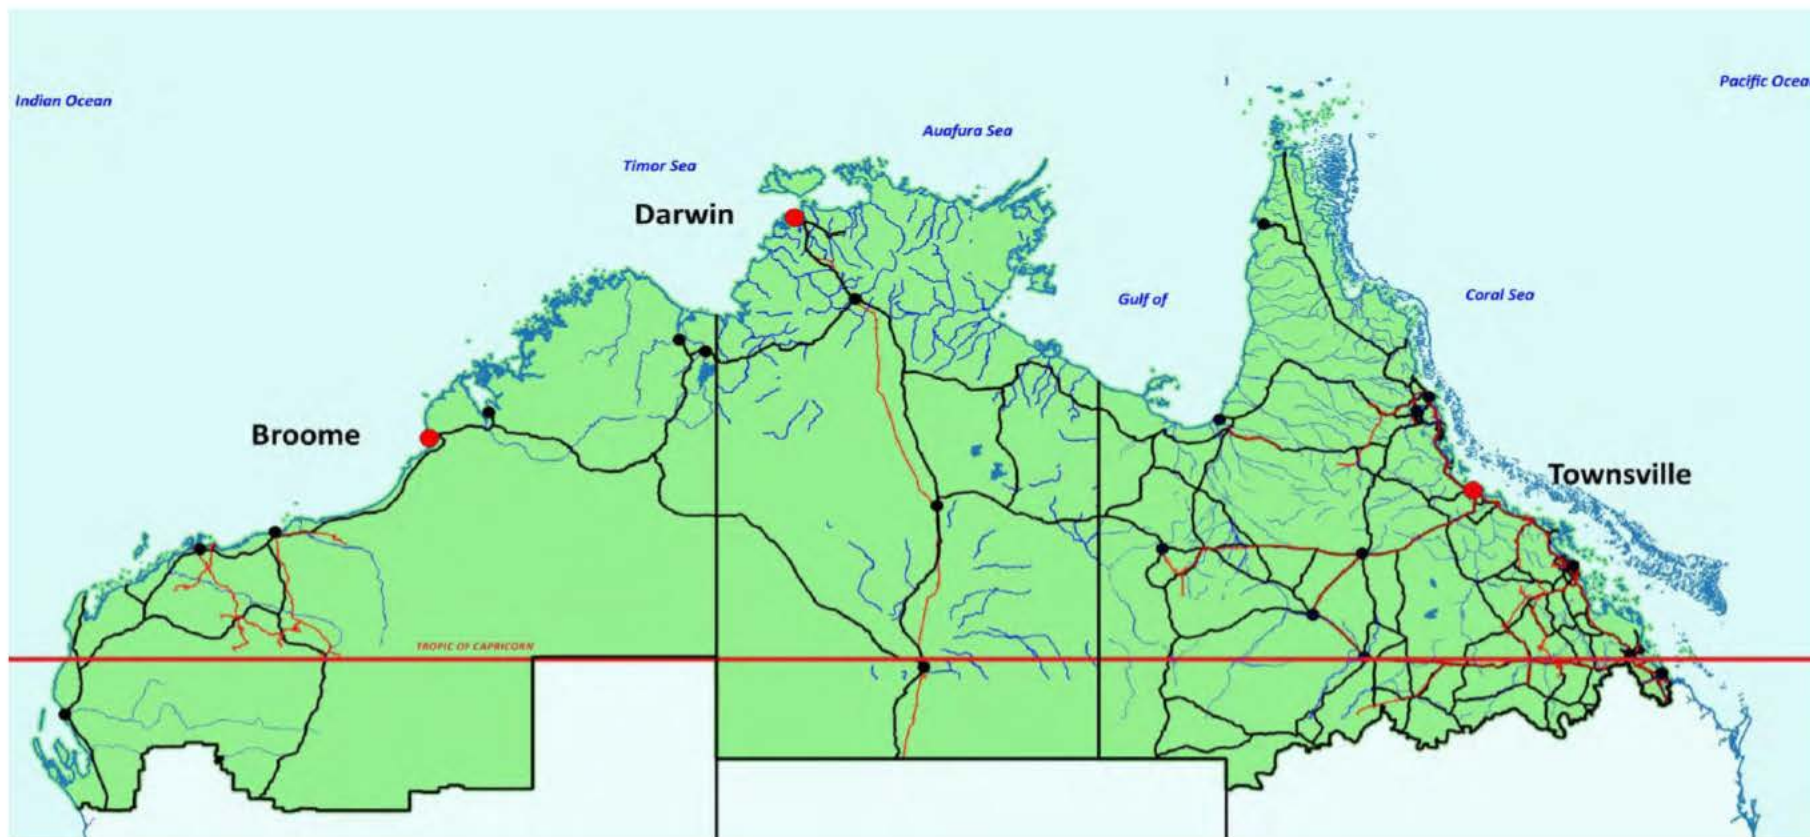 Indian Ocean
Pacific Ocea
Auafura Sea
Timor Sea
Darwin
Gulf of
Coral Sea
Broome
Townsville
TROPIC OF CAPRICORN